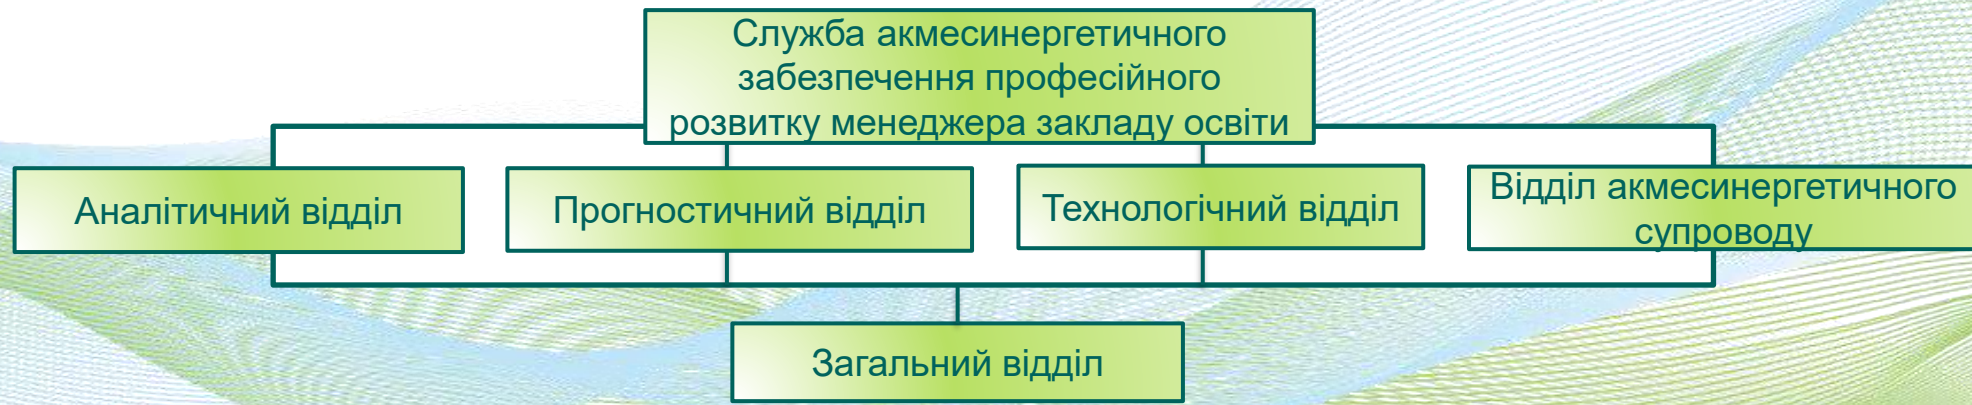 Служба акмесинергетичного
забезпечення професійного
розвитку менеджера закладу освіти
Аналітичний відділ
Прогностичний відділ
Технологічний відділ
Відділ акмесинергетичного
супроводу
Загальний відділ